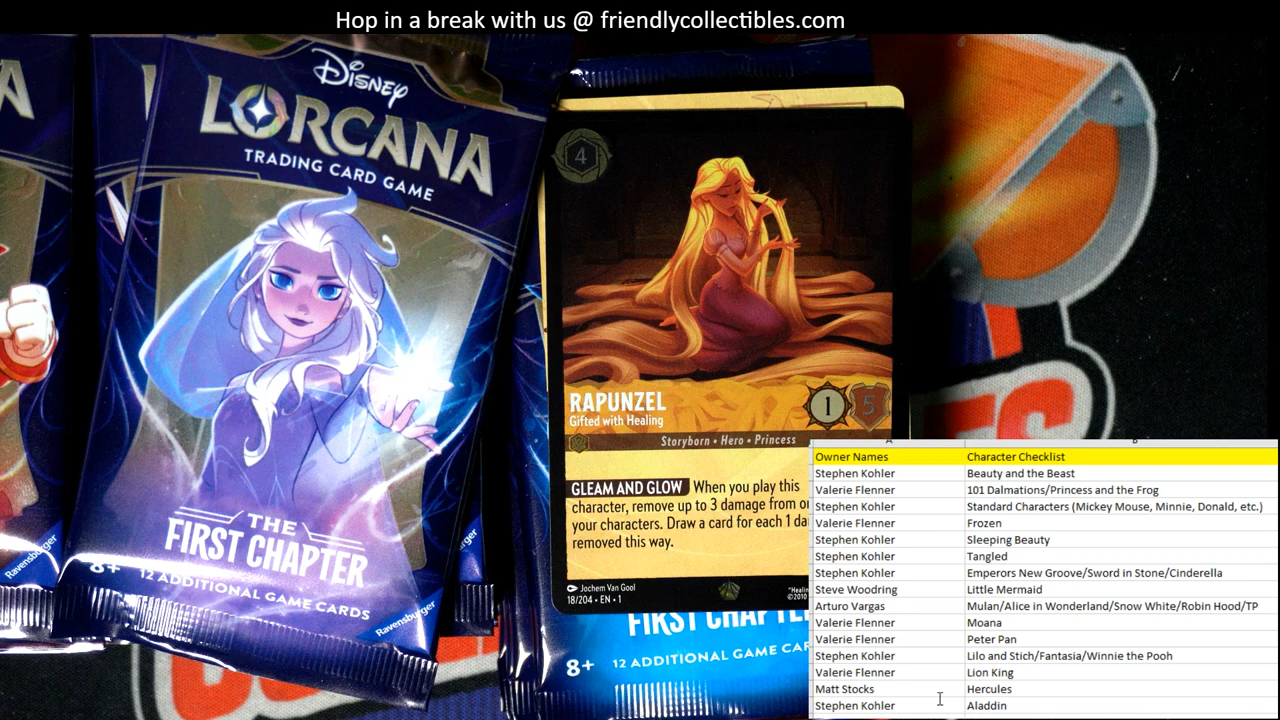 Hop in a break with us @ friendlycollectibles.com
DISNEY
LORCANA
TRADING CARD GAME
THE
FIRST CHAPTER
8+
12 ADDITIONAL GAME CARDS
Ravensburger
Ravensburger
4
RAPUNZEL
Gifted with Healing
1
5
Storyborn • Hero • Princess
GLEAM AND GLOW When you play this
character, remove up to 3 damage from
your characters. Draw a card for each 1
removed this way.
Jochem Van Gool
18/204 • EN • 1
©2010
FIRST
8+
12 ADDITIONAL GAME
Owner Names Character Checklist
Stephen Kohler Beauty and the Beast
Valerie Flenner 101 Dalmations/Princess and the Frog
Stephen Kohler Standard Characters (Mickey Mouse, Minnie, Donald, etc.)
Valerie Flenner Frozen
Stephen Kohler Sleeping Beauty
Stephen Kohler Tangled
Stephen Kohler Emperors New Groove/Sword in Stone/Cinderella
Steve Woodring Little Mermaid
Arturo Vargas Mulan/Alice in Wonderland/Snow White/Robin Hood/TP
Valerie Flenner Moana
Valerie Flenner Peter Pan
Stephen Kohler Lilo and Stich/Fantasia/Winnie the Pooh
Valerie Flenner Lion King
Matt Stocks Hercules
Stephen Kohler Aladdin